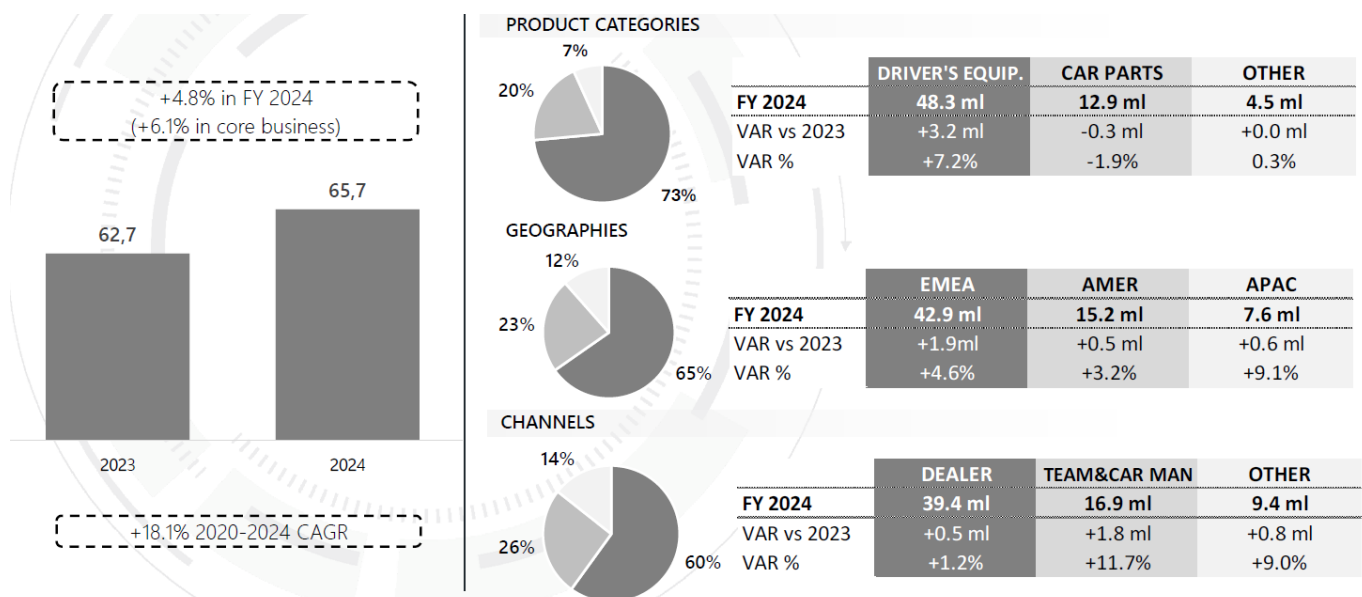 +4.8% in FY 2024
(+6.1% in core business)
62,7
65,7
2023
2024
+18.1% 2020-2024 CAGR
PRODUCT CATEGORIES
7%
20%
73%
DRIVER'S EQUIP. CAR PARTS OTHER
FY 2024 48.3 ml 12.9 ml 4.5 ml
VAR vs 2023 +3.2 ml -0.3 ml +0.0 ml
VAR % +7.2% -1.9% 0.3%
GEOGRAPHIES
12%
23%
65%
EMEA AMER APAC
FY 2024 42.9 ml 15.2 ml 7.6 ml
VAR vs 2023 +1.9ml +0.5 ml +0.6 ml
VAR % +4.6% +3.2% +9.1%
CHANNELS
14%
26%
60%
DEALER TEAM&CAR MAN OTHER
FY 2024 39.4 ml 16.9 ml 9.4 ml
VAR vs 2023 +0.5 ml +1.8 ml +0.8 ml
VAR % +1.2% +11.7% +9.0%